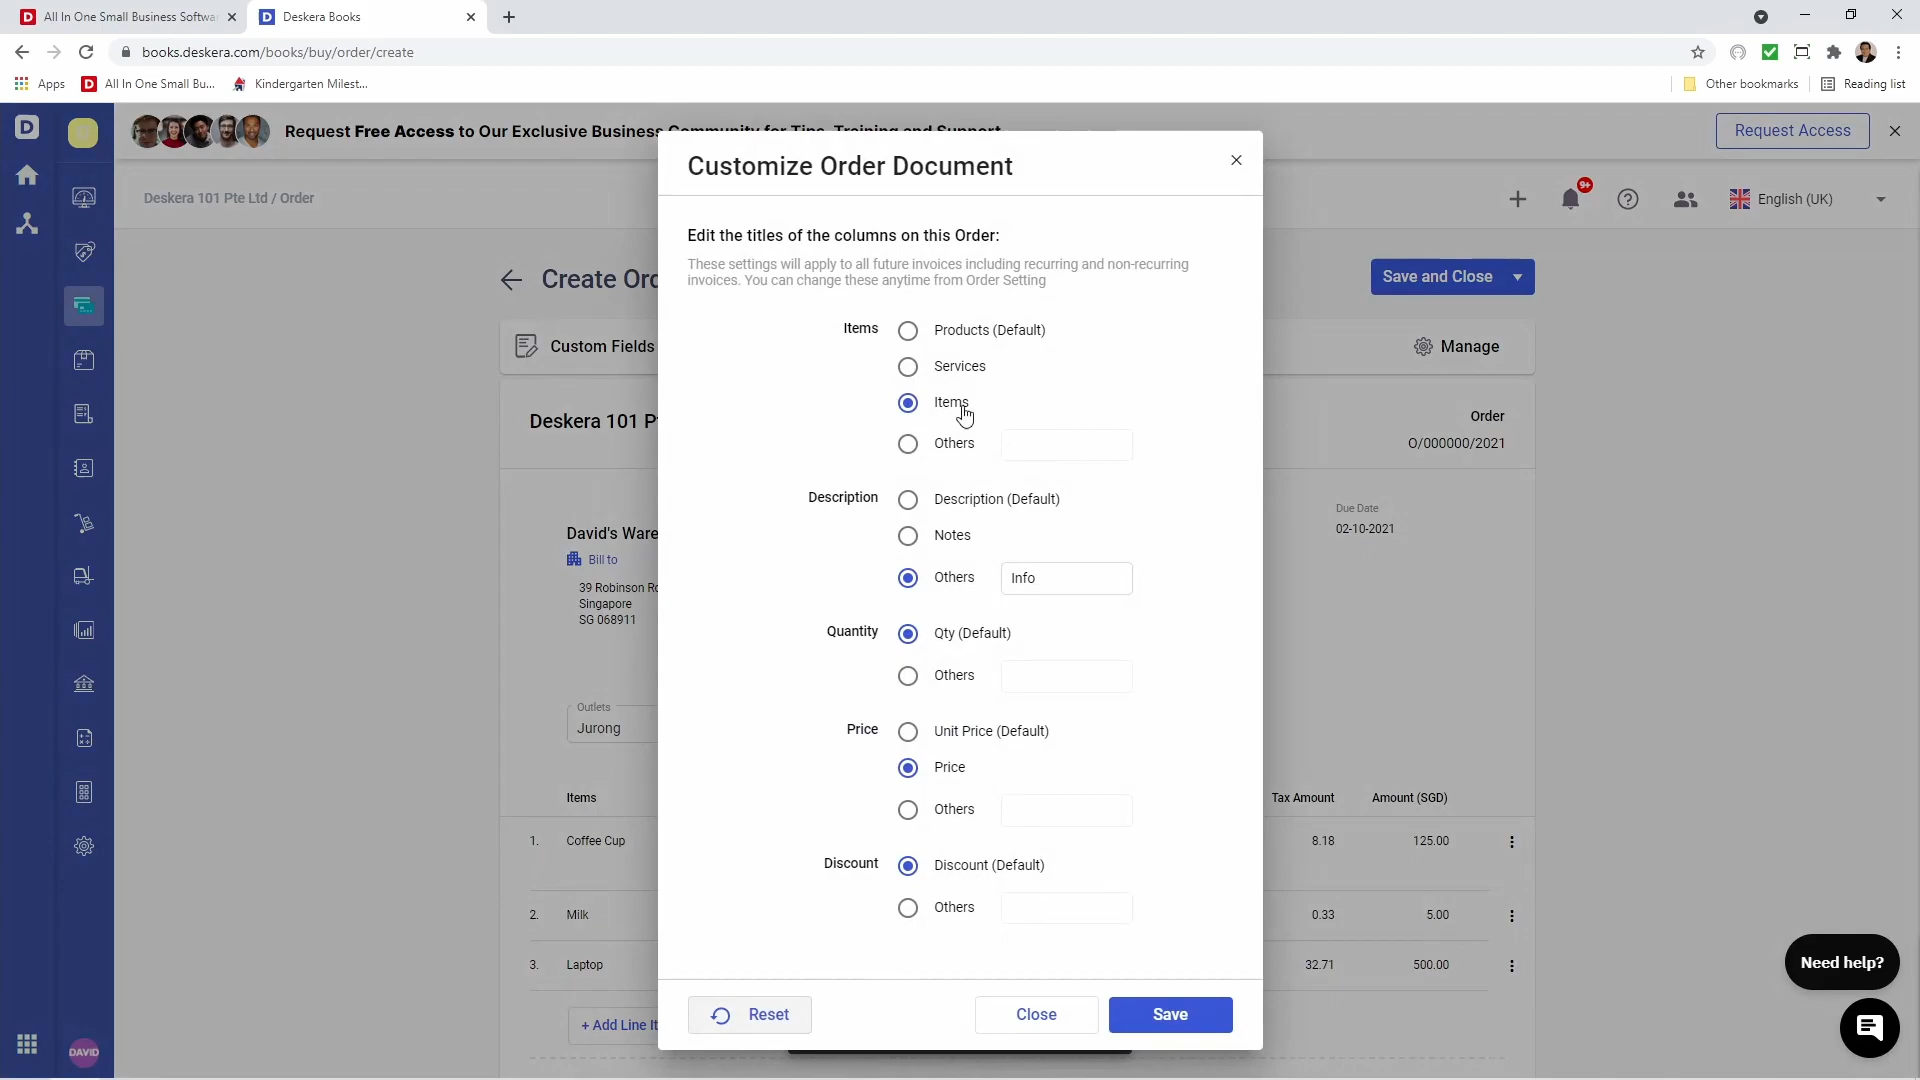 All In One Small Business Softwa
Deskera Books
books.deskera.com/books/buy/order/create
Apps
All In One Small Bu...
Kindergarten Milest...
Other bookmarks
Reading list
Request Free Access to Our Exclusive Business Community for Tips, Training and Support
Request Access
Deskera 101 Pte Ltd / Order
9+
English (UK)
Create Ord
Save and Close
Custom Fields
Manage
Deskera 101 P
Order
O/000000/2021
David's Ware
Bill to
39 Robinson Ro
Singapore
SG 068911
Due Date
02-10-2021
Outlets
Jurong
Items
Tax Amount
Amount (SGD)
1. Coffee Cup 8.18 125.00
2. Milk 0.33 5.00
3. Laptop 32.71 500.00
+ Add Line It
Customize Order Document
Edit the titles of the columns on this Order:
These settings will apply to all future invoices including recurring and non-recurring
invoices. You can change these anytime from Order Setting
Items
Products (Default)
Services
Items
Others
Description
Description (Default)
Notes
Others Info
Quantity
Qty (Default)
Others
Price
Unit Price (Default)
Price
Others
Discount
Discount (Default)
Others
Reset
Close
Save
Need help?
DAVID